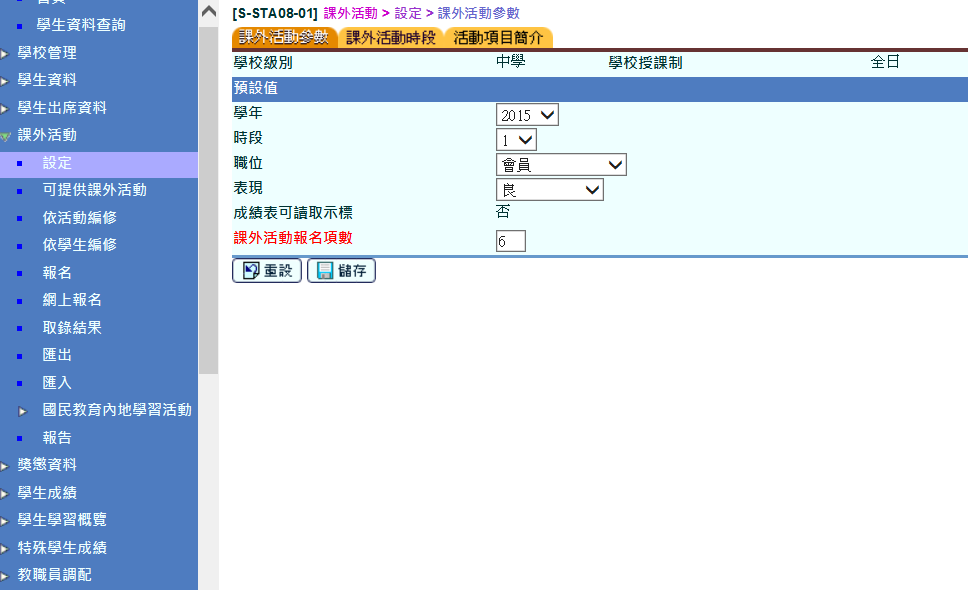 學生資料查詢
學校管理
學生資料
學生出席資料
課外活動
設定
可提供課外活動
依活動編修
依學生編修
報名
網上報名
取錄結果
匯出
匯入
國民教育內地學習活動
報告
獎懲資料
學生成績
學生學習概覽
特殊學生成績
教職員調配
[S-STA08-01] 課外活動 > 設定 > 課外活動參數
課外活動參數 課外活動時段 活動項目簡介
學校級別 中學 學校授課制 全日
預設值
學年 2015
時段 1
職位 會員
表現 良
成績表可讀取示標 否
課外活動報名項數 6
重設 儲存